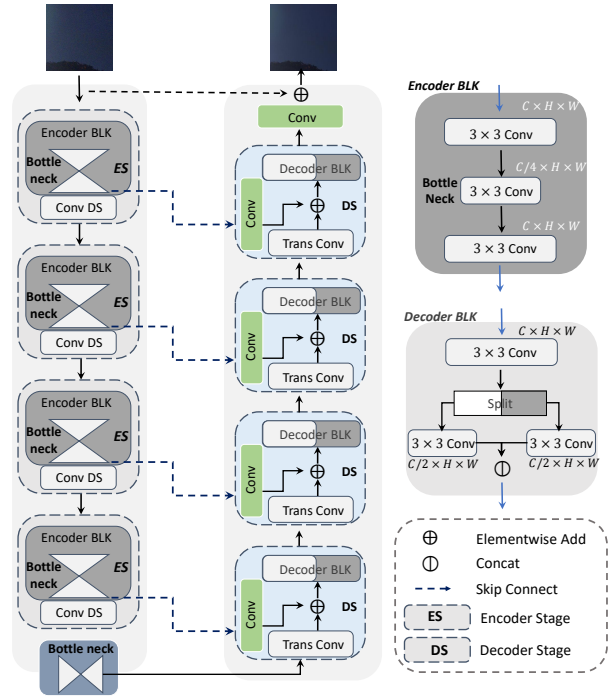 Encoder BLK
Bottle
neck
ES
Conv DS
Encoder BLK
Bottle
neck
ES
Conv DS
Encoder BLK
Bottle
neck
ES
Conv DS
Encoder BLK
Bottle
neck
ES
Conv DS
Bottle neck
Conv
Decoder BLK
Conv
DS
Trans Conv
Decoder BLK
Conv
DS
Trans Conv
Decoder BLK
Conv
DS
Trans Conv
Decoder BLK
Conv
DS
Trans Conv
Encoder BLK
C × H × W
3 × 3 Conv
C/4 × H × W
Bottle
Neck
3 × 3 Conv
C × H × W
3 × 3 Conv
Decoder BLK
C × H × W
3 × 3 Conv
Split
3 × 3 Conv
3 × 3 Conv
C/2 × H × W
C/2 × H × W
Elementwise Add
Concat
Skip Connect
ES Encoder Stage
DS Decoder Stage